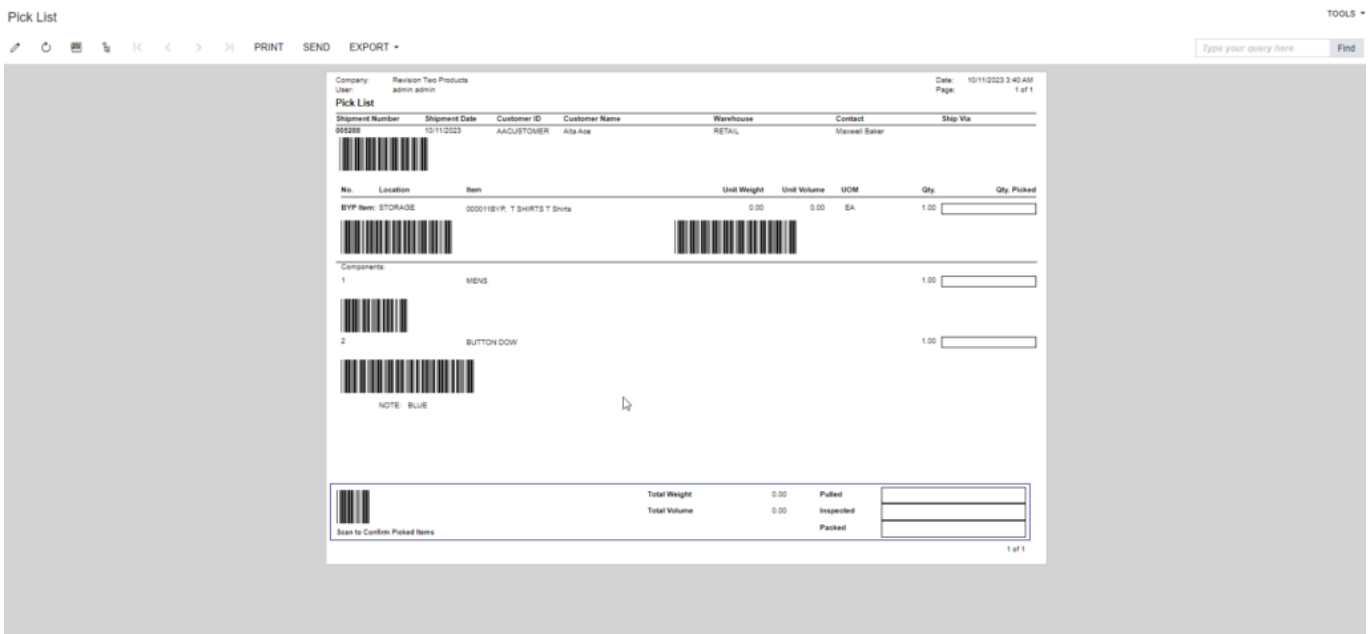 Pick List
TOOLS
PRINT SEND EXPORT
Type your query here Find
Company: Revision Two Products Date: 10/11/2023 3:40 AM
User: admin admin Page: 1 of 1
Pick List
Shipment Number Shipment Date Customer ID Customer Name Warehouse Contact Ship Via
005288 10/11/2023 AACUSTOMER Alta Ace RETAIL Maxwell Baker
No. Location Item Unit Weight Unit Volume UOM Qty. Qty. Picked
BYP Item: STORAGE 000011BYP, T SHIRTS T Shirts 0.00 0.00 EA 1.00
Components:
1 MENS 1.00
2 BUTTON DOW 1.00
NOTE: BLUE
Total Weight 0.00 Pulled
Total Volume 0.00 Inspected
Packed
Scan to Confirm Picked Items
1 of 1